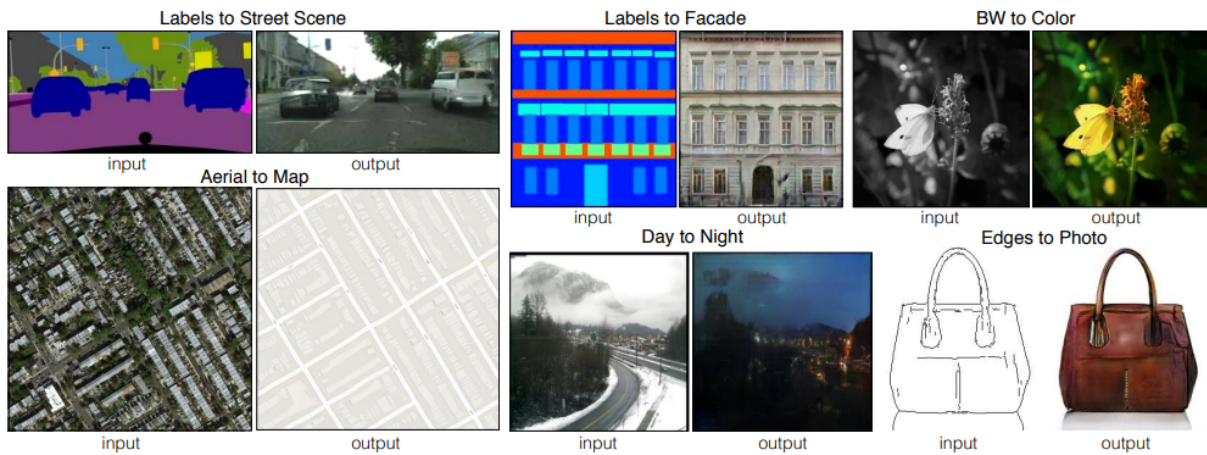 Labels to Street Scene
input
output
Aerial to Map
input
output
Labels to Facade
input
output
BW to Color
input
output
Day to Night
input
output
Edges to Photo
input
output